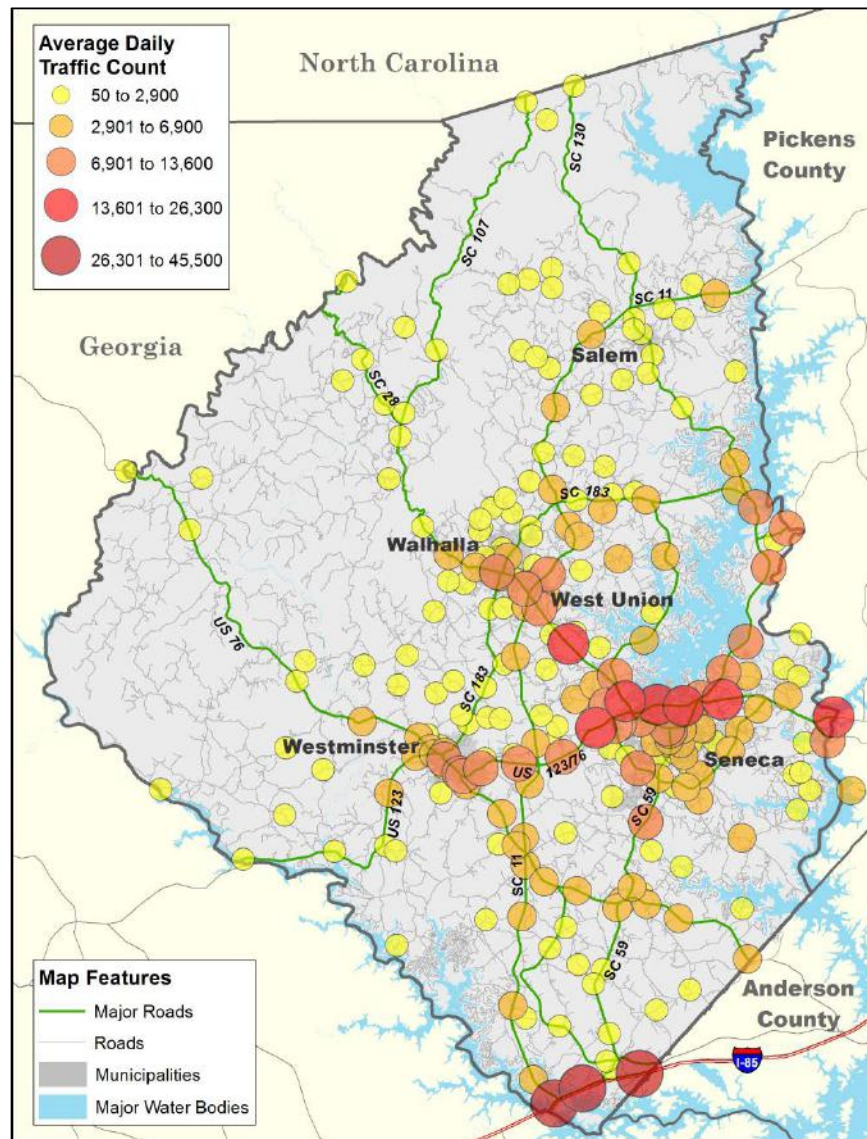 Average Daily
Traffic Count
50 to 2,900
2,901 to 6,900
6,901 to 13,600
13,601 to 26,300
26,301 to 45,500
North Carolina
Pickens
County
SC 130
SC 107
SC 11
Georgia
Salem
SC 28
SC 183
Walhalla
West Union
US 76
SC 183
Westminster
US 123/76
Seneca
US 123
SC 59
SC 11
SC 59
Anderson
County
I-85
Map Features
Major Roads
Roads
Municipalities
Major Water Bodies